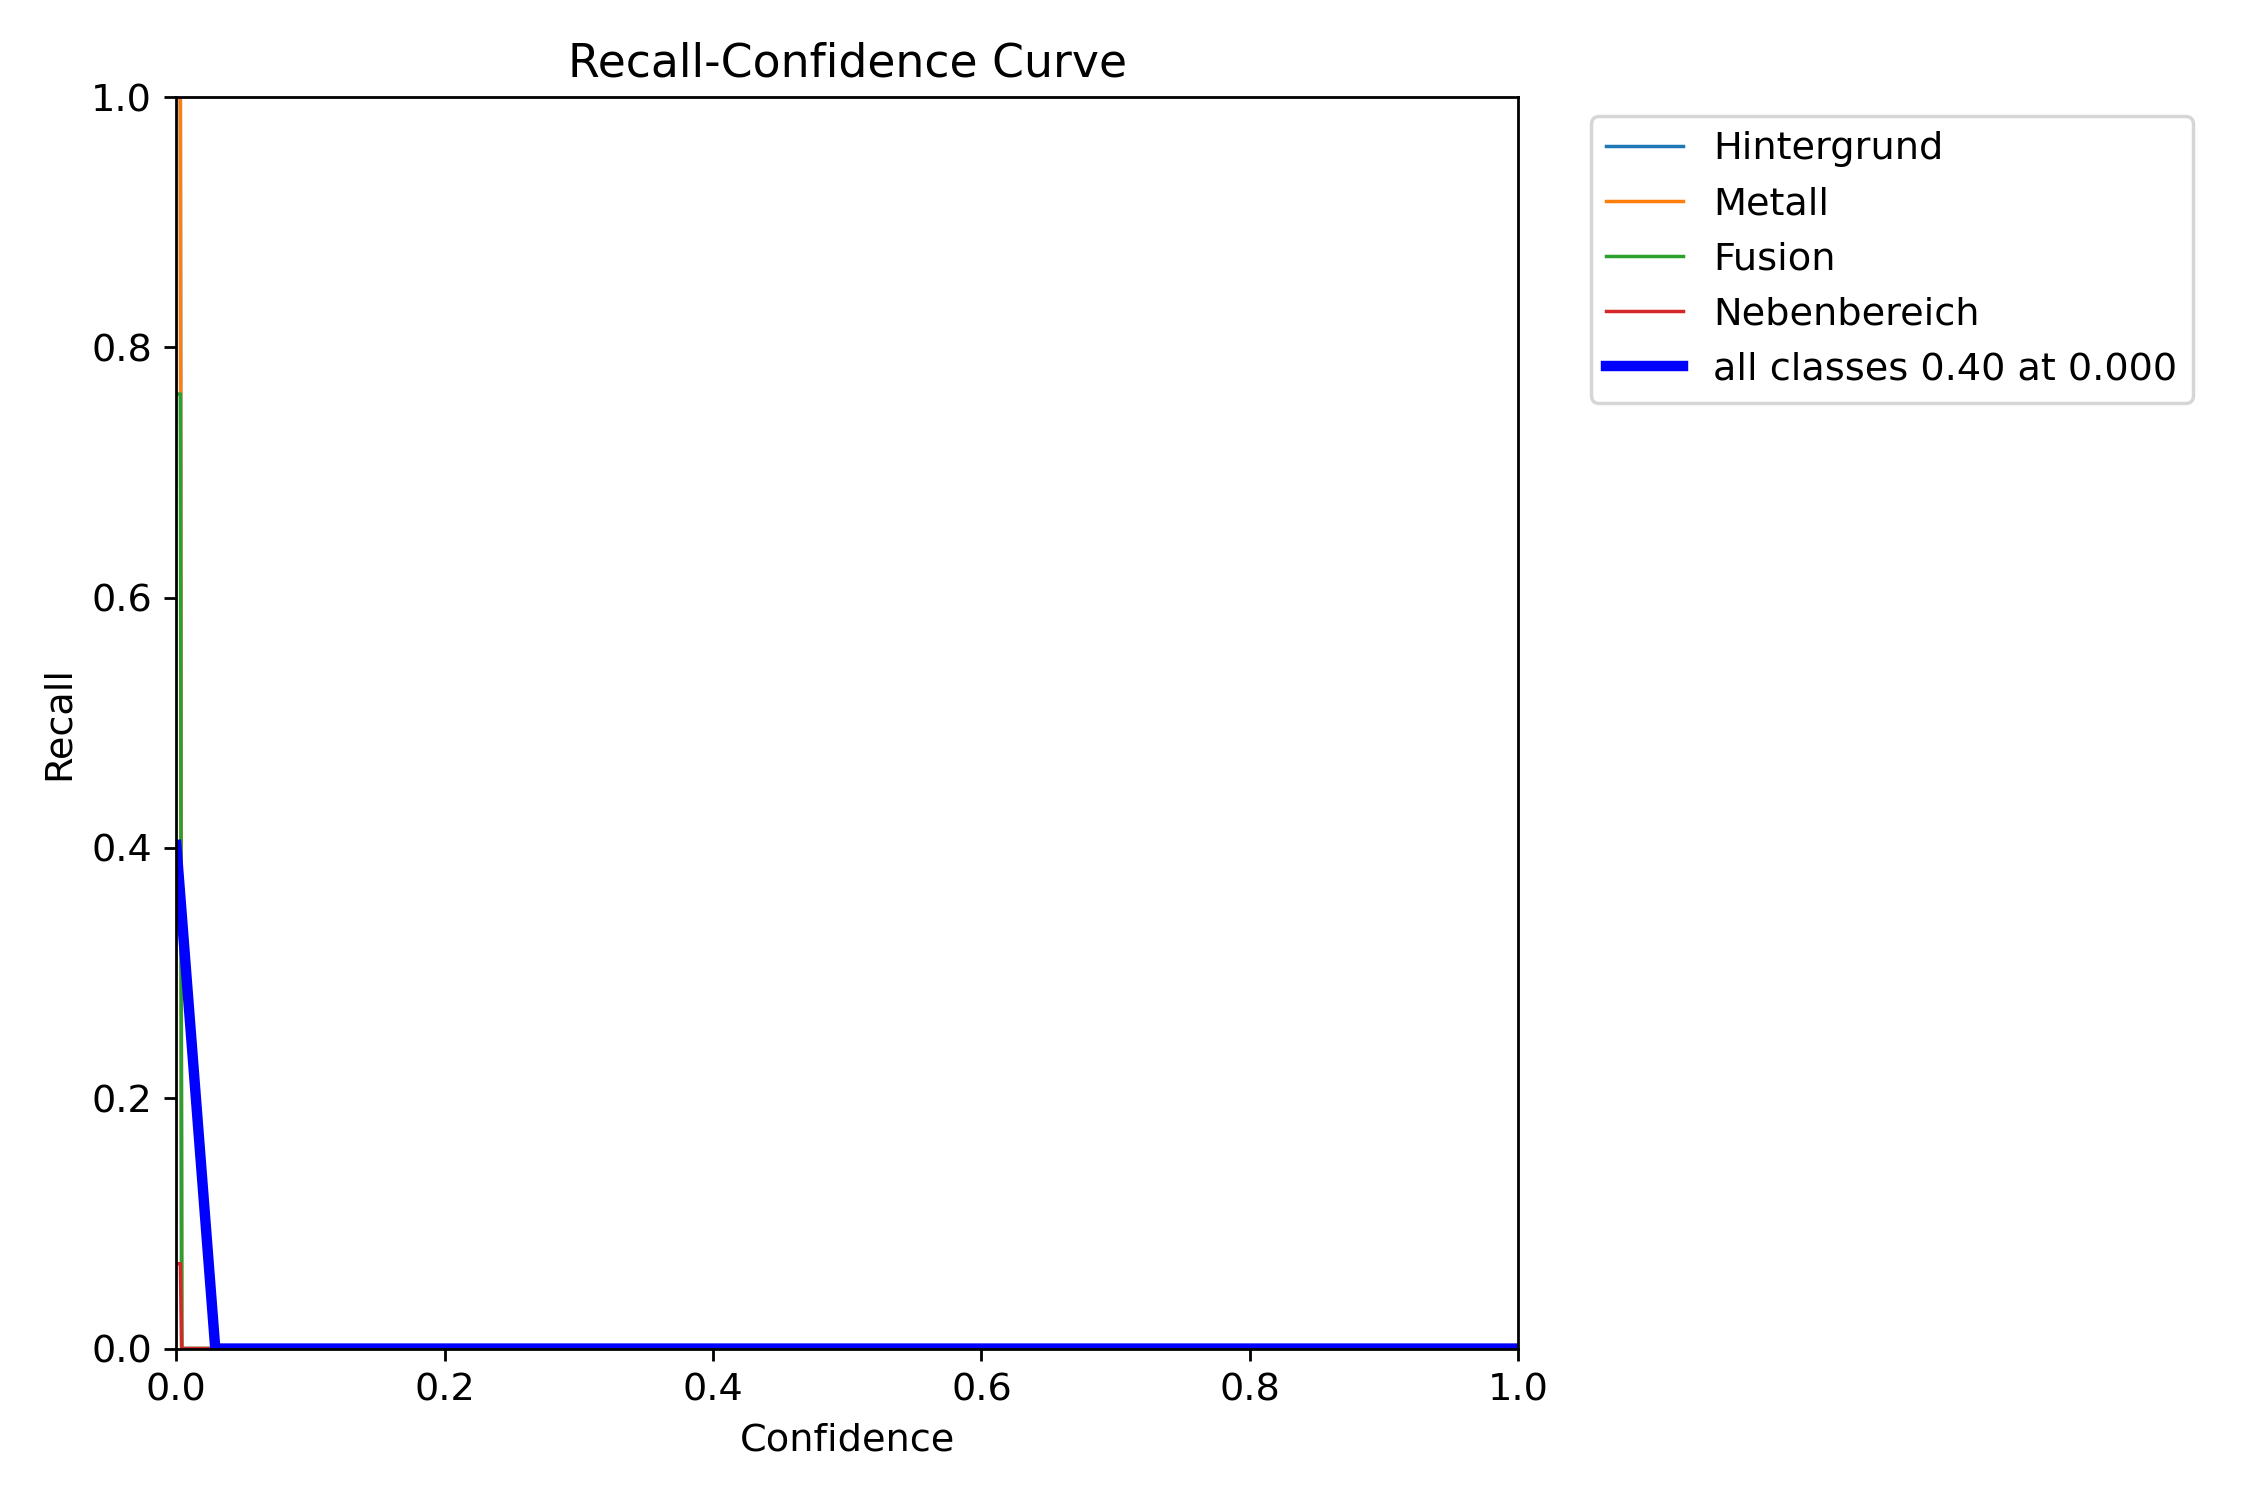 Recall-Confidence Curve
1.0
0.8
0.6
0.4
0.2
0.0
Recall
0.0 0.2 0.4 0.6 0.8 1.0
Confidence
Hintergrund
Metall
Fusion
Nebenbereich
all classes 0.40 at 0.000